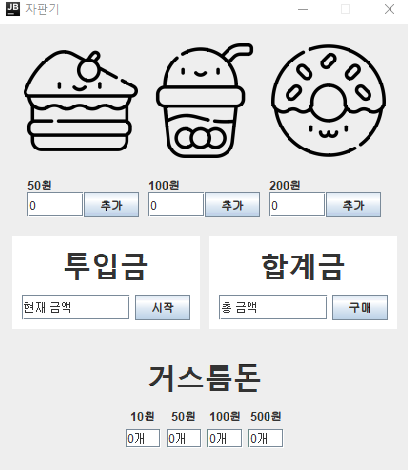 JB
자판기
50원 100원 200원
0 추가 0 추가 0 추가
투입금 합계금
현재 금액 시작 총 금액 구매
거스름돈
10원 50원 100원 500원
0개 0개 0개 0개